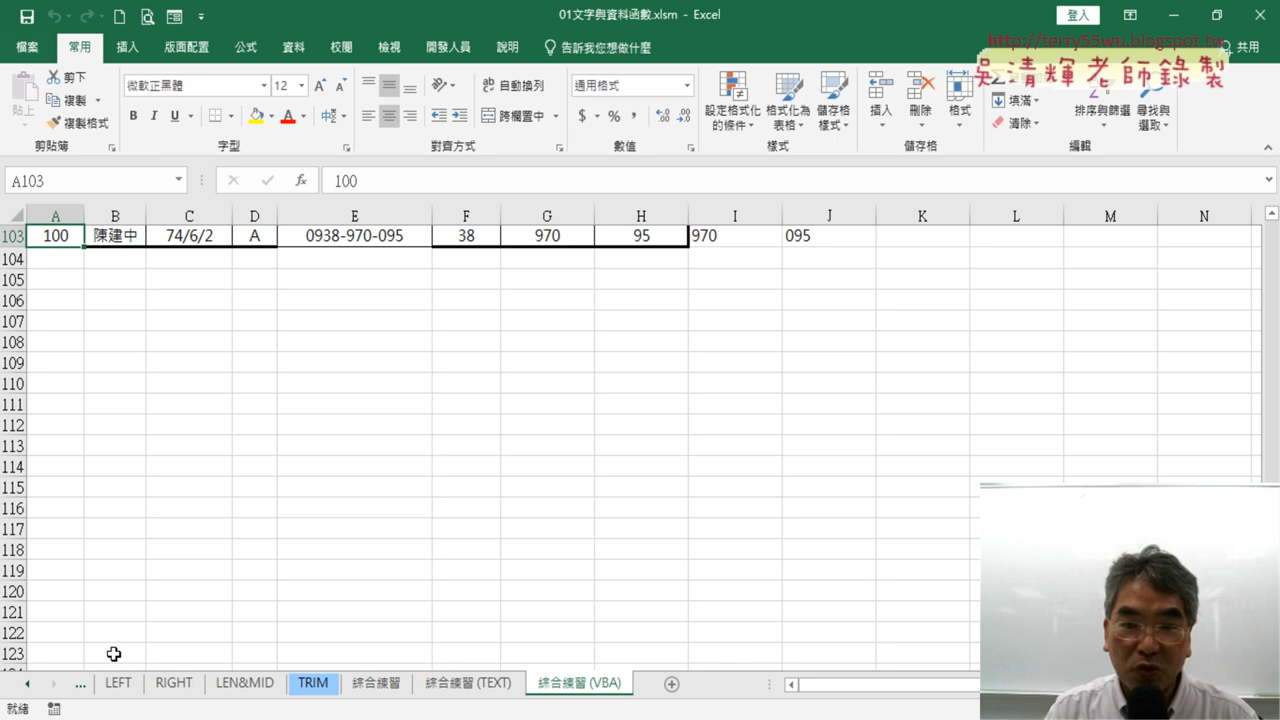 01文字與資料函數.xlsm - Excel
登入
檔案 常用 插入 版面配置 公式 資料 校閱 檢視 開發人員 說明 告訴我您想做什麼 共用
http://terry55wu.blogspot.tw
吳清輝老師錄製
貼上
剪下
複製
複製格式
微軟正黑體 12
B I U
自動換列
跨欄置中
通用格式
$ % ,
設定格式化的條件
格式化為表格
儲存格樣式
插入 刪除 格式
填滿
清除
排序與篩選 尋找與選取
剪貼簿 字型 對齊方式 數值 樣式 儲存格 編輯
A103 fx 100
A B C D E F G H I J K L M N
103 100 陳建中 74/6/2 A 0938-970-095 38 970 95 970 095
104
105
106
107
108
109
110
111
112
113
114
115
116
117
118
119
120
121
122
123
... LEFT RIGHT LEN&MID TRIM 綜合練習 綜合練習 (TEXT) 綜合練習 (VBA)
就緒